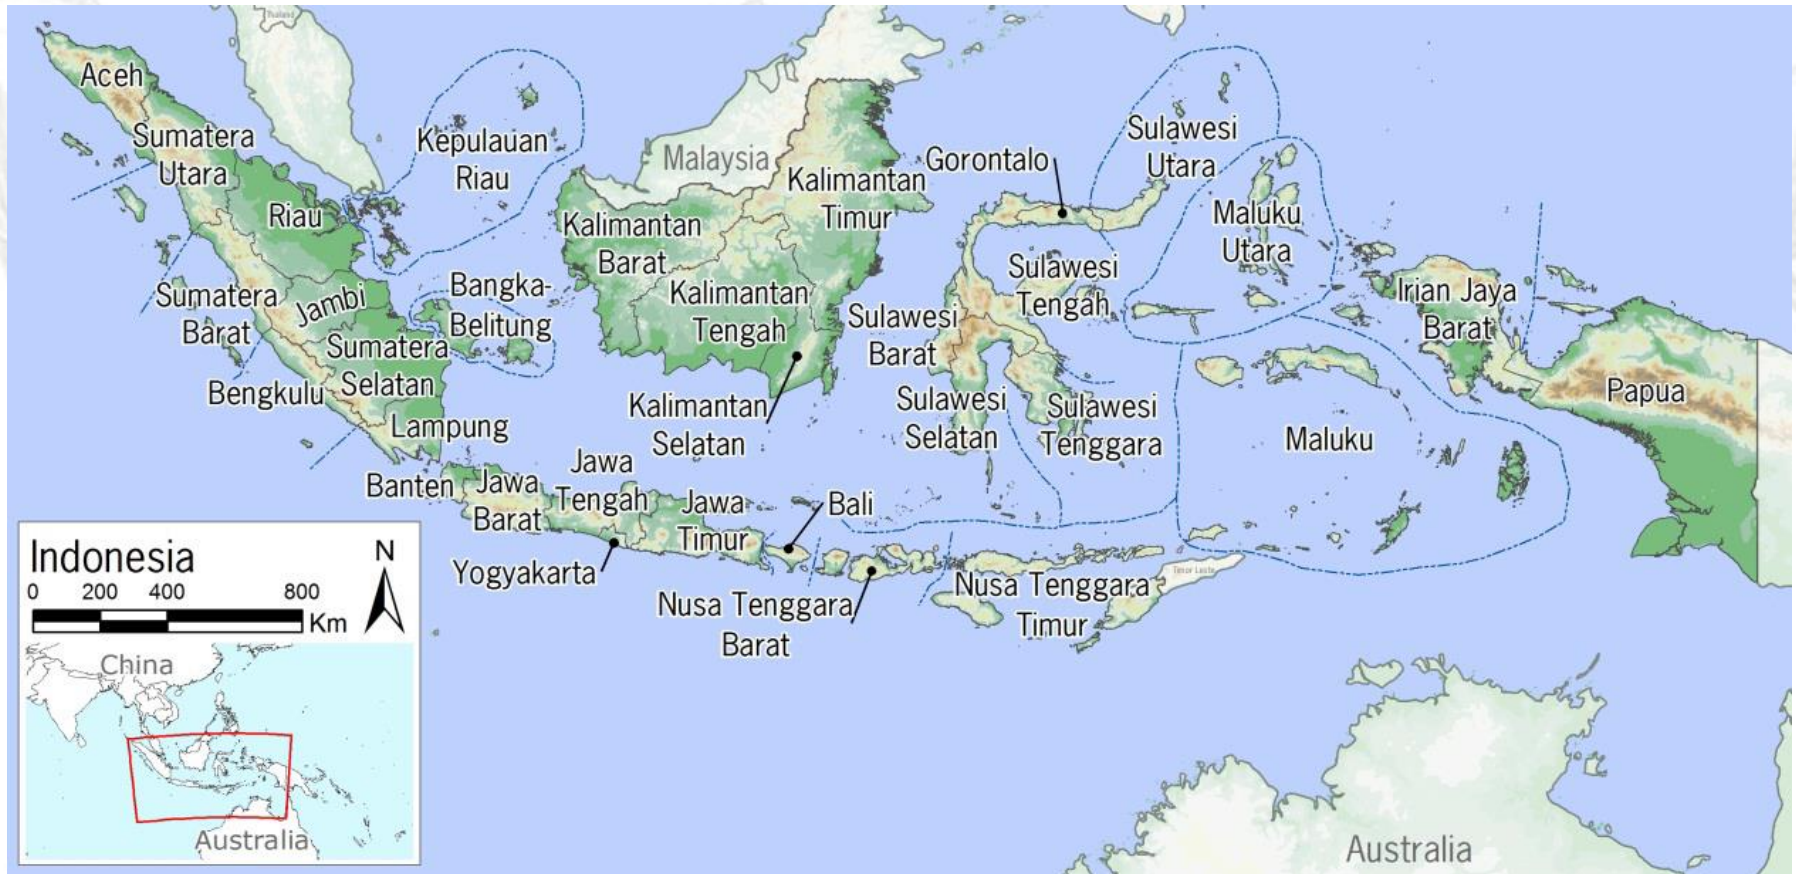 Thailand
Aceh
Sumatera
Utara
Kepulauan
Riau
Malaysia
Riau
Kalimantan
Timur
Kalimantan
Barat
Gorontalo
Sulawesi
Utara
Maluku
Utara
Sumatera
Barat
Jambi
Bangka-
Belitung
Kalimantan
Tengah
Sulawesi
Tengah
Sulawesi
Barat
Irian Jaya
Barat
Sumatera
Selatan
Bengkulu
Lampung
Kalimantan
Selatan
Sulawesi
Selatan
Sulawesi
Tenggara
Maluku
Papua
Banten
Jawa
Barat
Jawa
Tengah
Jawa
Timur
Bali
Yogyakarta
Nusa Tenggara
Barat
Nusa Tenggara
Timur
Timor Leste
Indonesia
N
0 200 400 800
Km
China
Australia
Australia